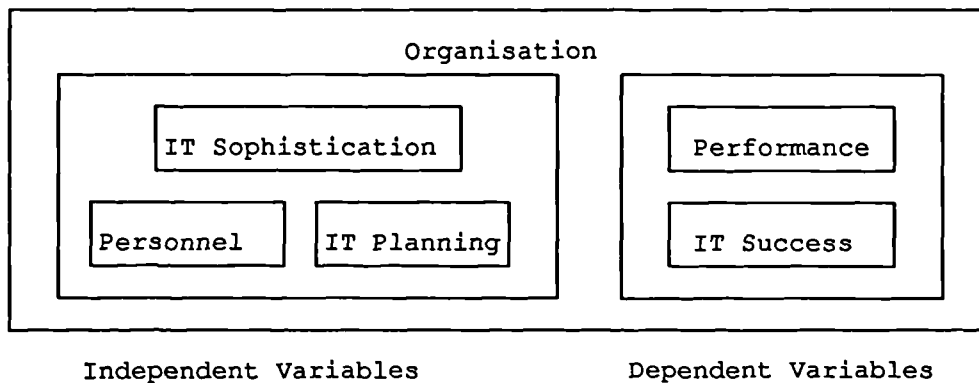 Organisation
IT Sophistication
Personnel
IT Planning
Performance
IT Success
Independent Variables
Dependent Variables